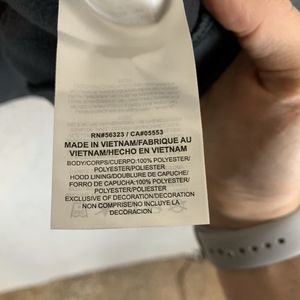 RN#56323 / CA#05553
MADE IN VIETNAM/FABRIQUE AU
VIETNAM/HECHO EN VIETNAM
BODY/CORPS/CUERPO:100% POLYESTER/
POLYESTER/POLIESTER
HOOD LINING/DOUBLURE DE CAPUCHE/
FORRO DE CAPUCHA:100% POLYESTER/
POLYESTER/POLIESTER
EXCLUSIVE OF DECORATION/DECORATION
NON COMPRISE/NO INCLUYE LA
DECORACION